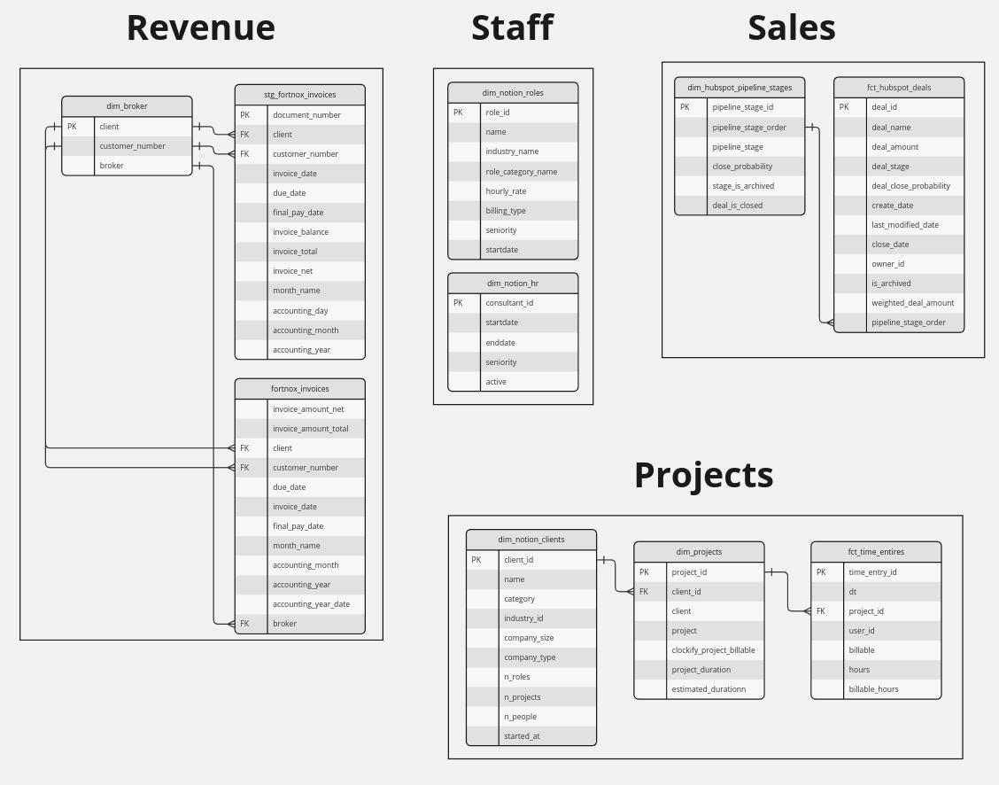 Revenue
dim_broker
PK client
customer_number
broker
stg_fortnox_invoices
PK document_number
FK client
FK customer_number
invoice_date
due_date
final_pay_date
invoice_balance
invoice_total
invoice_net
month_name
accounting_day
accounting_month
accounting_year
fortnox_invoices
invoice_amount_net
invoice_amount_total
FK client
FK customer_number
due_date
invoice_date
final_pay_date
month_name
accounting_month
accounting_year
accounting_year_date
FK broker
Staff
dim_notion_roles
PK role_id
name
industry_name
role_category_name
hourly_rate
billing_type
seniority
startdate
dim_notion_hr
PK consultant_id
startdate
enddate
seniority
active
Sales
dim_hubspot_pipeline_stages
PK pipeline_stage_id
pipeline_stage_order
pipeline_stage
close_probability
stage_is_archived
deal_is_closed
fct_hubspot_deals
PK deal_id
deal_name
deal_amount
deal_stage
deal_close_probability
create_date
last_modified_date
close_date
owner_id
is_archived
weighted_deal_amount
pipeline_stage_order
Projects
dim_notion_clients
PK client_id
name
category
industry_id
company_size
company_type
n_roles
n_projects
n_people
started_at
dim_projects
PK project_id
FK client_id
client
project
clockify_project_billable
project_duration
estimated_durationn
fct_time_entires
PK time_entry_id
dt
FK project_id
user_id
billable
hours
billable_hours